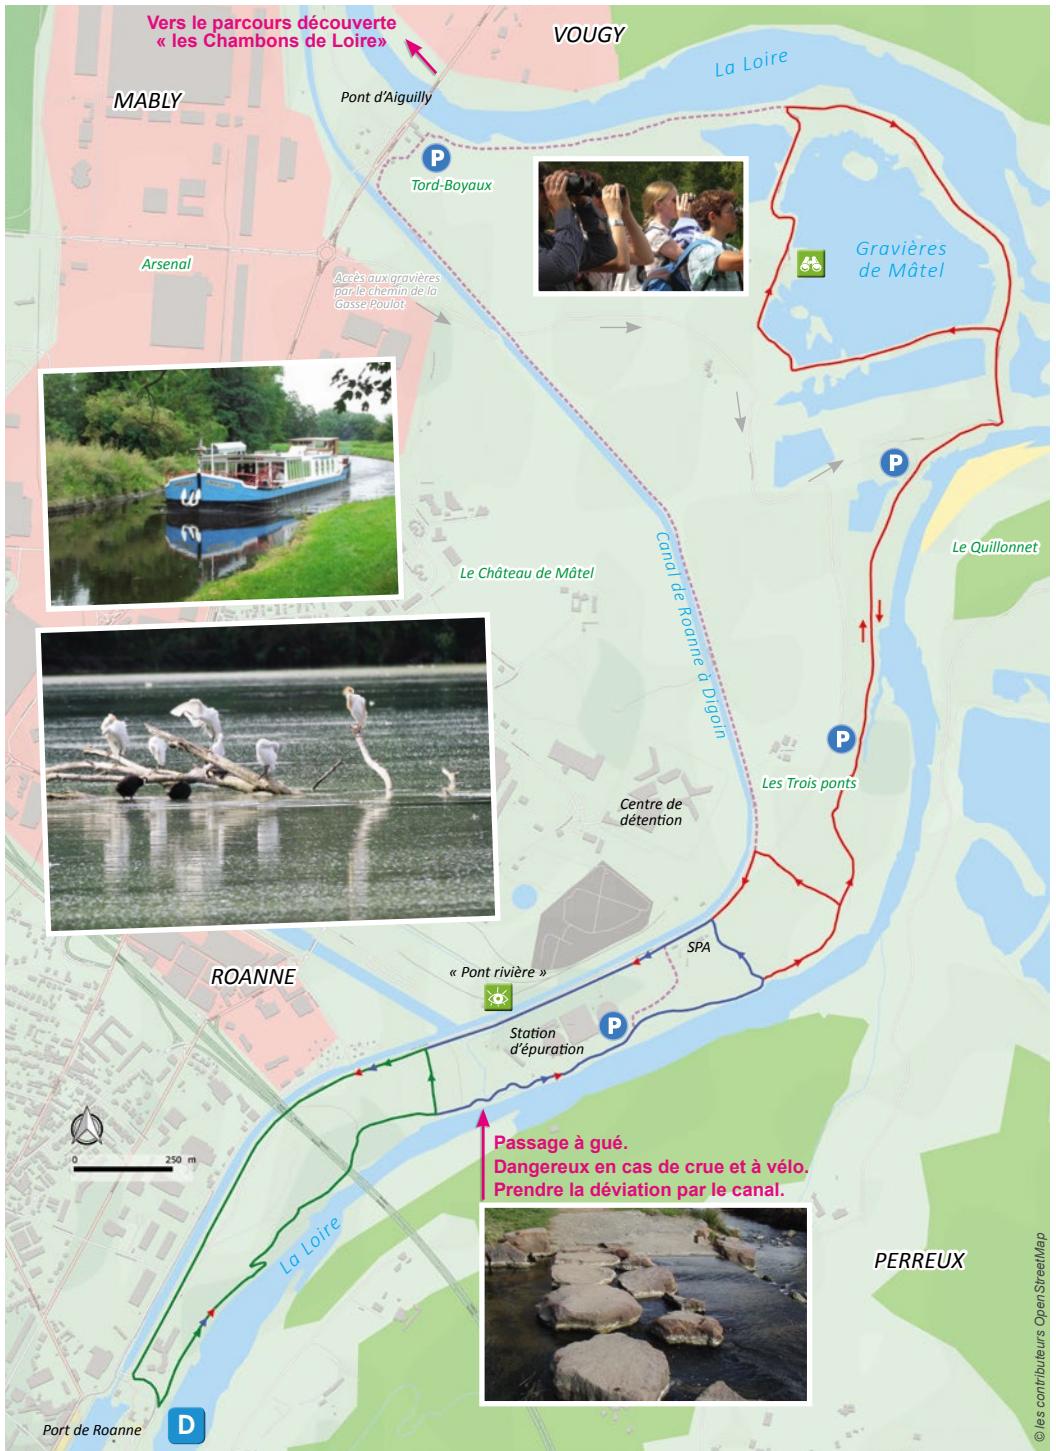 Vers le parcours découverte
« les Chambons de Loire»
VOUGY
La Loire
MABLY
Pont d'Aiguilly
P
Tord-Boyaux
Arsenal
Gravières
de Mâtel
Accès aux gravières
par le chemin de la
Gasse Poulot
P
Le Quillonnet
Le Château de Mâtel
Canal de Roanne à Digoin
P
Les Trois ponts
Centre de
détention
SPA
ROANNE
« Pont rivière »
P
Station
d'épuration
0 250 m
Passage à gué.
Dangereux en cas de crue et à vélo.
Prendre la déviation par le canal.
La Loire
PERREUX
Port de Roanne
D
© les contributeurs OpenStreetMap